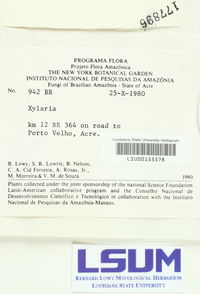 177896
PROGRAMA FLORA
Projeto Flora Amazônica
THE NEW YORK BOTANICAL GARDEN
INSTITUTO NACIONAL DE PESQUISAS DA AMAZÔNIA
Fungi of Brazilian Amazonia - State of Acre
No. 942 BR 25-X-1980
Xylaria
km 12 BR 364 on road to
Porto Velho, Acre.
Louisiana State University Herbarium
LSU00155578
B. Lowy, S. R. Lowrie, B. Nelson,
C. A. Cid Ferreira, A. Rosas, Jr.,
M. Morreira & V. M. de Souza 1980
Plants collected under the joint sponsorship of the national Science Foundation
Latin-American collaborative program and the Conselho Nacional de
Desenvolvimento Científico e Tecnológico in collaboration with the Instituto
Nacional de Pesquisas da Amazônia-Manaus.
LSUM
BERNARD LOWY MYCOLOGICAL HERBARIUM
LOUISIANA STATE UNIVERSITY